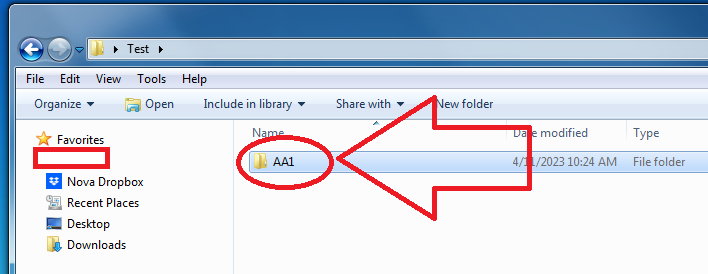 Test
File Edit View Tools Help
Organize Open Include in library Share with New folder
Name Date modified Type
Favorites
AA1 4/11/2023 10:24 AM File folder
Nova Dropbox
Recent Places
Desktop
Downloads